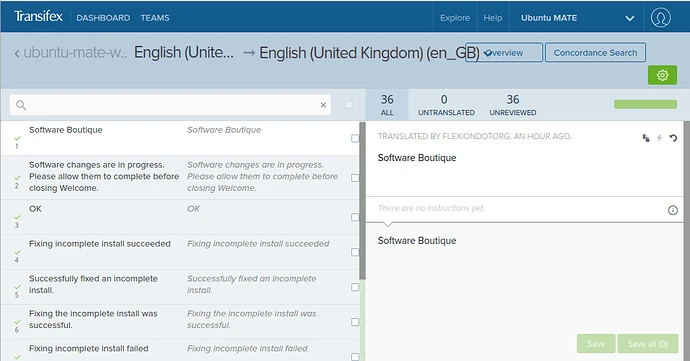 Transifex DASHBOARD TEAMS Explore Help Ubuntu MATE
ubuntu-mate-w.. English (Unite... → English (United Kingdom) (en_GB) Overview Concordance Search
36 0 36
ALL UNTRANSLATED UNREVIEWED
Software Boutique Software Boutique
1
Software changes are in progress. Software changes are in progress.
Please allow them to complete before Please allow them to complete before
closing Welcome. closing Welcome.
2
OK OK
3
Fixing incomplete install succeeded Fixing incomplete install succeeded
4
Successfully fixed an incomplete Successfully fixed an incomplete
install. install.
5
Fixing the incomplete install was Fixing the incomplete install was
successful. successful.
6
Fixing incomplete install failed Fixing incomplete install failed
TRANSLATED BY FLEXIONDOTORG, AN HOUR AGO.
Software Boutique
There are no instructions yet.
Software Boutique
Save Save all (0)